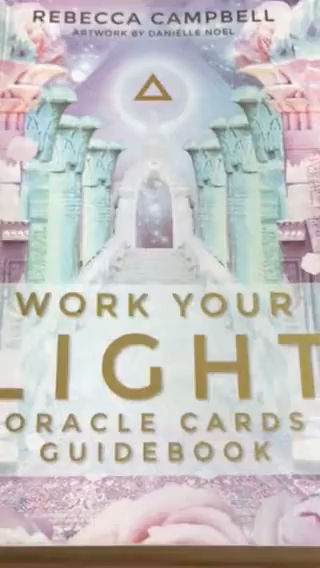 REBECCA CAMPBELL
ARTWORK BY DANIELLE NOEL
WORK YOUR
LIGHT
ORACLE CARDS
GUIDEBOOK